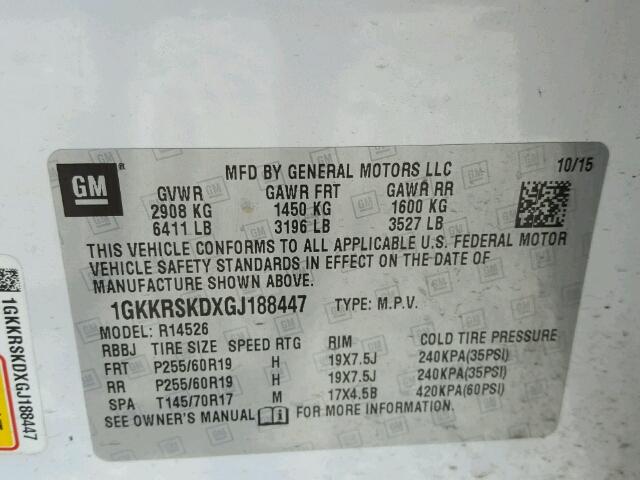 GM
MFD BY GENERAL MOTORS LLC 10/15
GVWR GAWR FRT GAWR RR
2908 KG 1450 KG 1600 KG
6411 LB 3196 LB 3527 LB
THIS VEHICLE CONFORMS TO ALL APPLICABLE U.S. FEDERAL MOTOR
VEHICLE SAFETY STANDARDS IN EFFECT ON THE DATE OF
MANUFACTURE SHOWN ABOVE.
1GKKRSKDXGJ188447 TYPE: M.P.V.
MODEL: R14526
RBBJ TIRE SIZE SPEED RTG RIM COLD TIRE PRESSURE
FRT P255/60R19 H 19X7.5J 240KPA(35PSI)
RR P255/60R19 H 19X7.5J 240KPA(35PSI)
SPA T145/70R17 M 17X4.5B 420KPA(60PSI)
SEE OWNER'S MANUAL FOR MORE INFORMATION.
1GKKRSKDXGJ188447